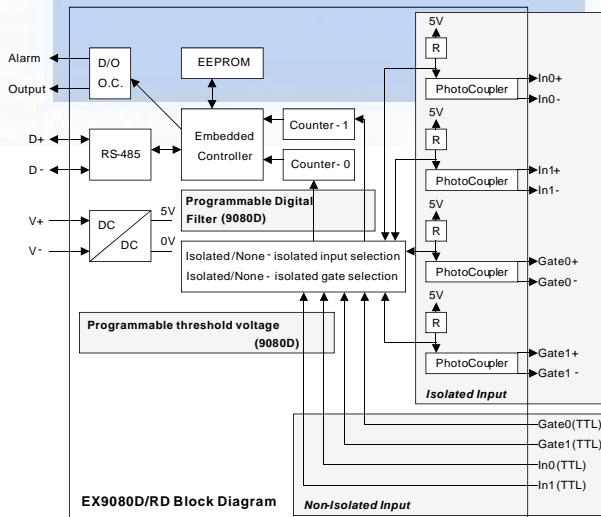 Alarm
Output
D/O
O.C.
EEPROM
D+
D -
RS-485
Embedded
Controller
Counter - 1
Counter- 0
V+
V-
DC
DC
5V
0V
Programmable Digital
Filter (9080D)
Isolated/None - isolated input selection
Isolated/None - isolated gate selection
Programmable threshold voltage
(9080D)
5V
R
PhotoCoupler
In0+
In0-
5V
R
PhotoCoupler
In1+
In1-
5V
R
PhotoCoupler
Gate0+
Gate0 -
5V
R
PhotoCoupler
Gate1+
Gate1 -
Isolated Input
Gate0(TTL)
Gate1(TTL)
In0(TTL)
In1(TTL)
EX9080D/RD Block Diagram
Non-Isolated Input